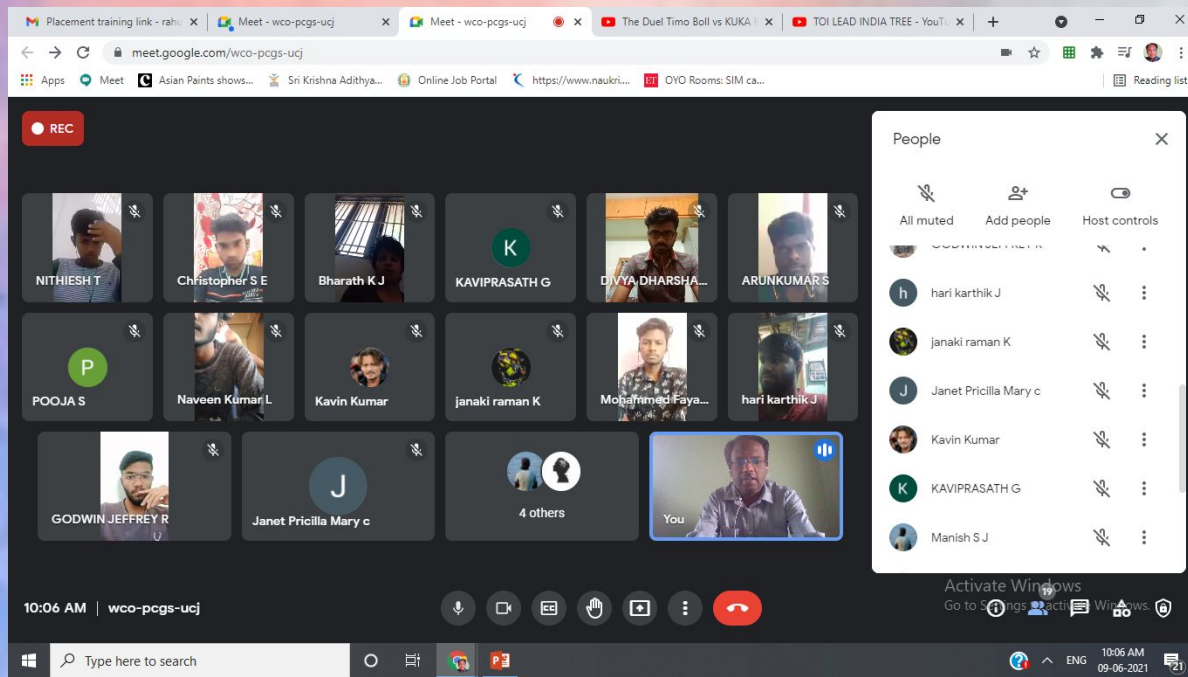 Placement training link - rahu
Meet - wco-pcgs-ucj
Meet - wco-pcgs-ucj
The Duel Timo Boll vs KUKA
TOI LEAD INDIA TREE - YouTu
meet.google.com/wco-pcgs-ucj
Apps
Meet
Asian Paints shows...
Sri Krishna Adithya...
Online Job Portal
https://www.naukri....
ET
OYO Rooms: SIM ca...
Reading list
REC
NITHIESH T
Christopher S E
Bharath K J
K
KAVIPRASATH G
DIVYA DHARSHA...
ARUNKUMAR S
P
POOJA S
Naveen Kumar L
Kavin Kumar
janaki raman K
Mohammed Faya...
hari karthik J
GODWIN JEFFREY R
J
Janet Pricilla Mary c
4 others
You
People
All muted
Add people
Host controls
GODWIN JEFFREY R
h
hari karthik J
janaki raman K
J
Janet Pricilla Mary c
Kavin Kumar
K
KAVIPRASATH G
Manish S J
Activate Windows
Go to Settings to activate Windows.
19
10:06 AM | wco-pcgs-ucj
CC
Type here to search
ENG
10:06 AM
09-06-2021
21